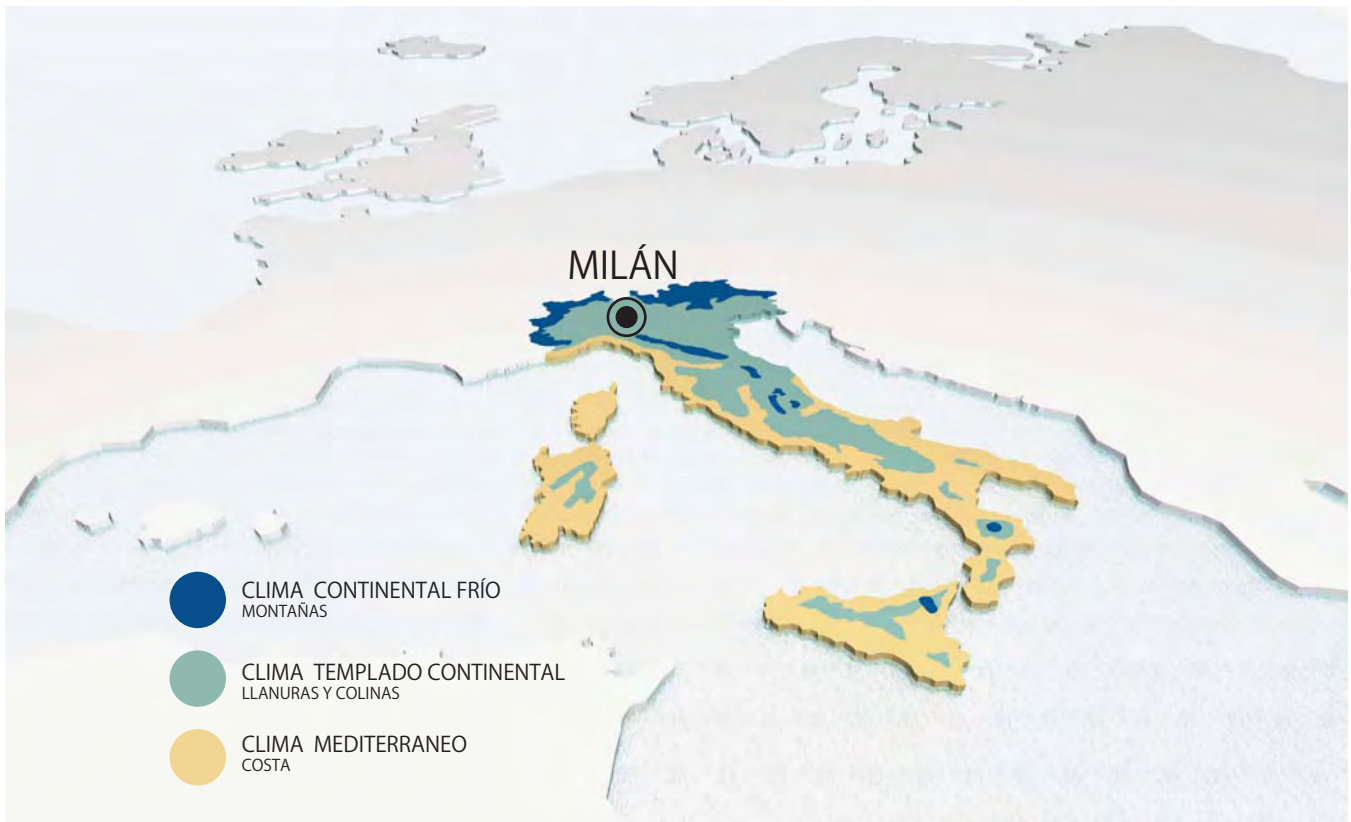 MILÁN
CLIMA CONTINENTAL FRÍO
MONTAÑAS
CLIMA TEMPLADO CONTINENTAL
LLANURAS Y COLINAS
CLIMA MEDITERRANEO
COSTA